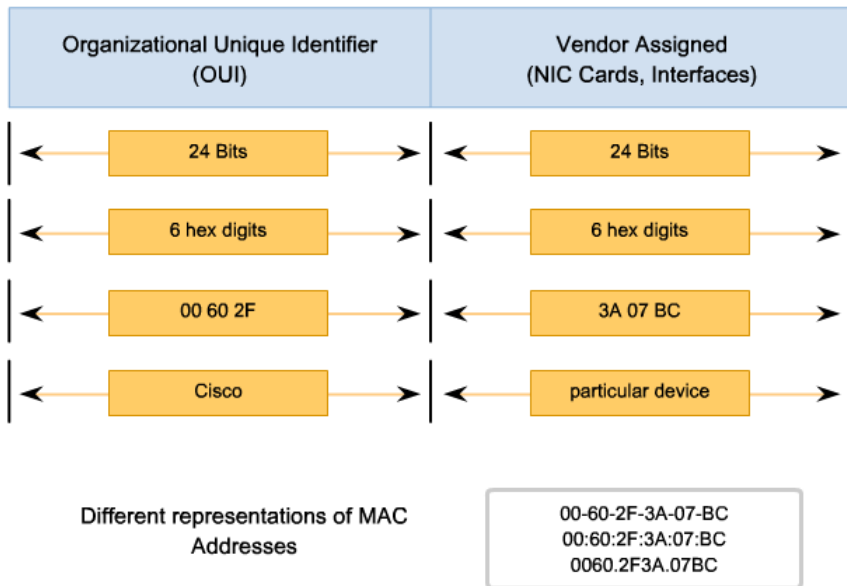 Organizational Unique Identifier
(OUI)
Vendor Assigned
(NIC Cards, Interfaces)
24 Bits
24 Bits
6 hex digits
6 hex digits
00 60 2F
3A 07 BC
Cisco
particular device
Different representations of MAC
Addresses
00-60-2F-3A-07-BC
00:60:2F:3A:07:BC
0060.2F3A.07BC